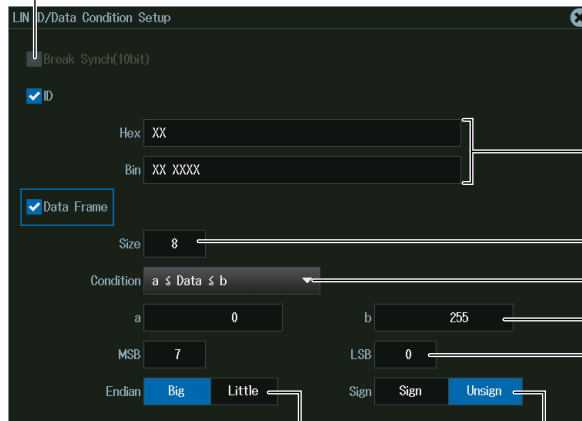 LIN ID/Data Condition Setup
Break Synch(10bit)
ID
Hex XX
Bin XX XXXX
Data Frame
Size 8
Condition a ≤ Data ≤ b
a 0 b 255
MSB 7 LSB 0
Endian Big Little Sign Sign Unsign